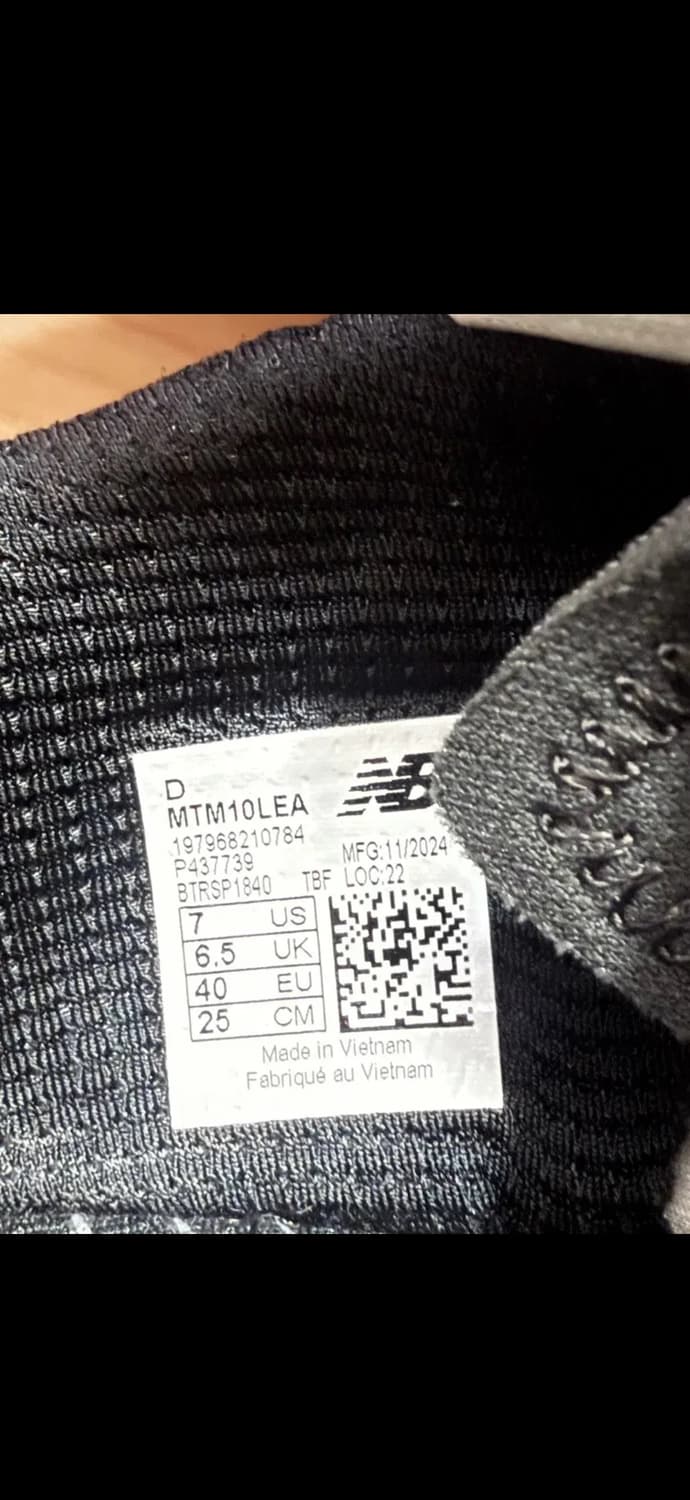 D
MTM10LEA
NB
197968210784
P437739
MFG:11/2024
BTRSP1840 TBF LOC:22
7 US
6.5 UK
40 EU
25 CM
Made in Vietnam
Fabriqué au Vietnam